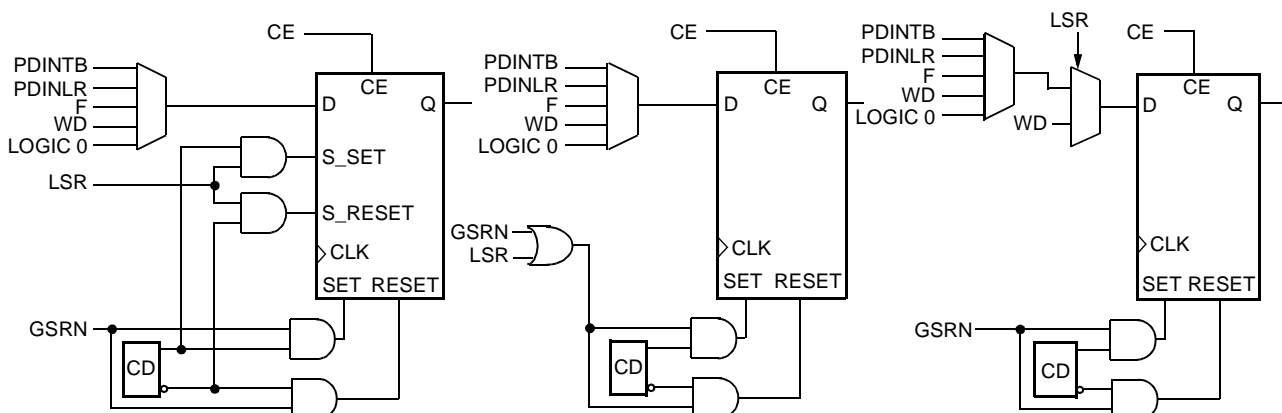 CE
PDINTB
PDINLR
F
WD
LOGIC 0
D
CE
Q
S_SET
LSR
S_RESET
CLK
SET RESET
GSRN
CD
CE
PDINTB
PDINLR
F
WD
LOGIC 0
D
CE
Q
GSRN
LSR
CLK
SET RESET
CD
LSR
CE
PDINTB
PDINLR
F
WD
LOGIC 0
WD
D
CE
Q
CLK
SET RESET
GSRN
CD